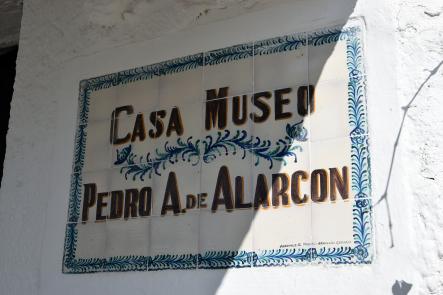 CASA MUSEO
PEDRO A. DE ALARCON